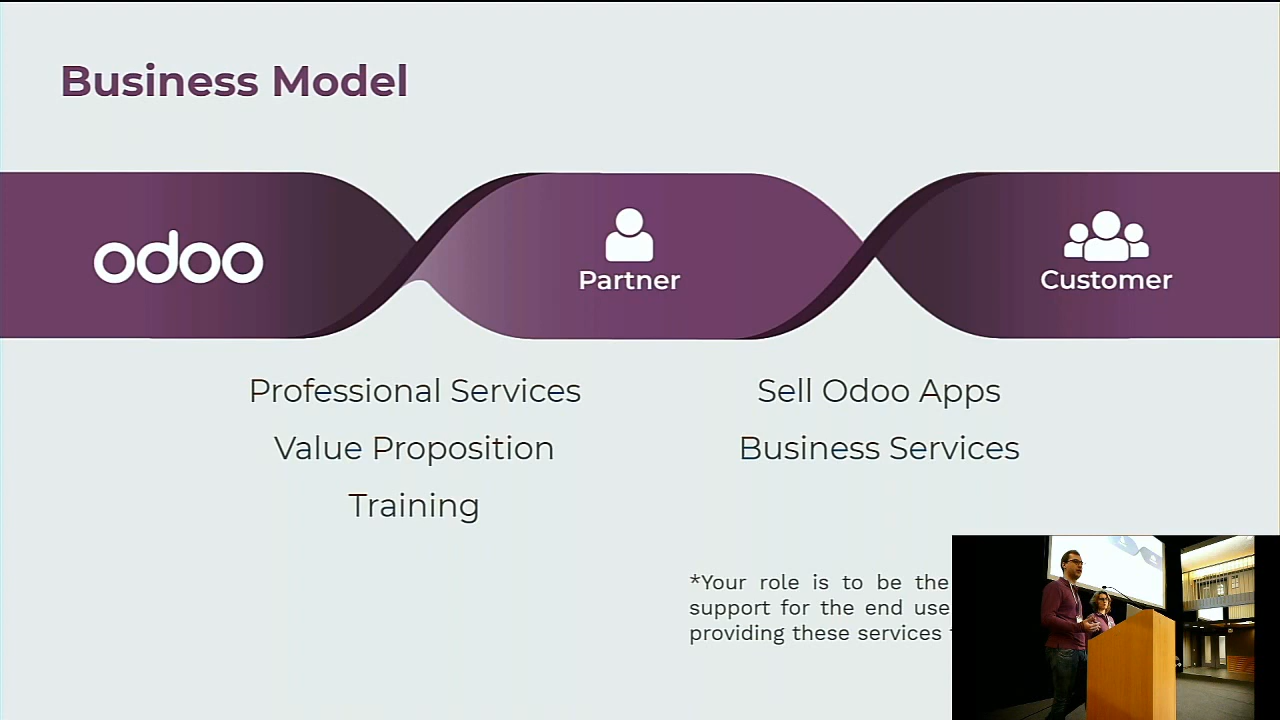 Business Model
odoo
Partner
Customer
Professional Services
Sell Odoo Apps
Value Proposition
Business Services
Training
*Your role is to be the
support for the end use
providing these services